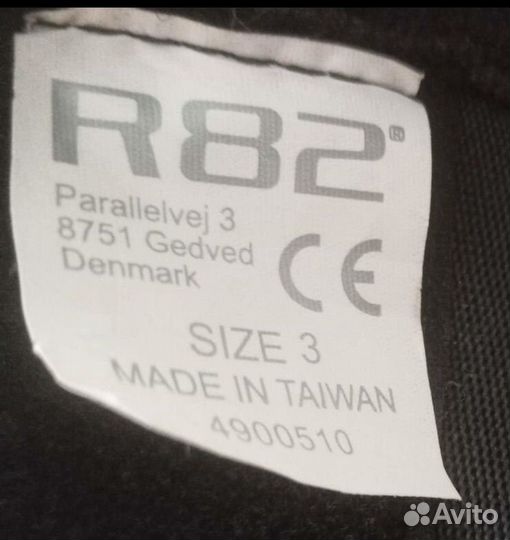 R82®
Parallelvej 3
8751 Gedved
Denmark
CE
SIZE 3
MADE IN TAIWAN
4900510
Avito